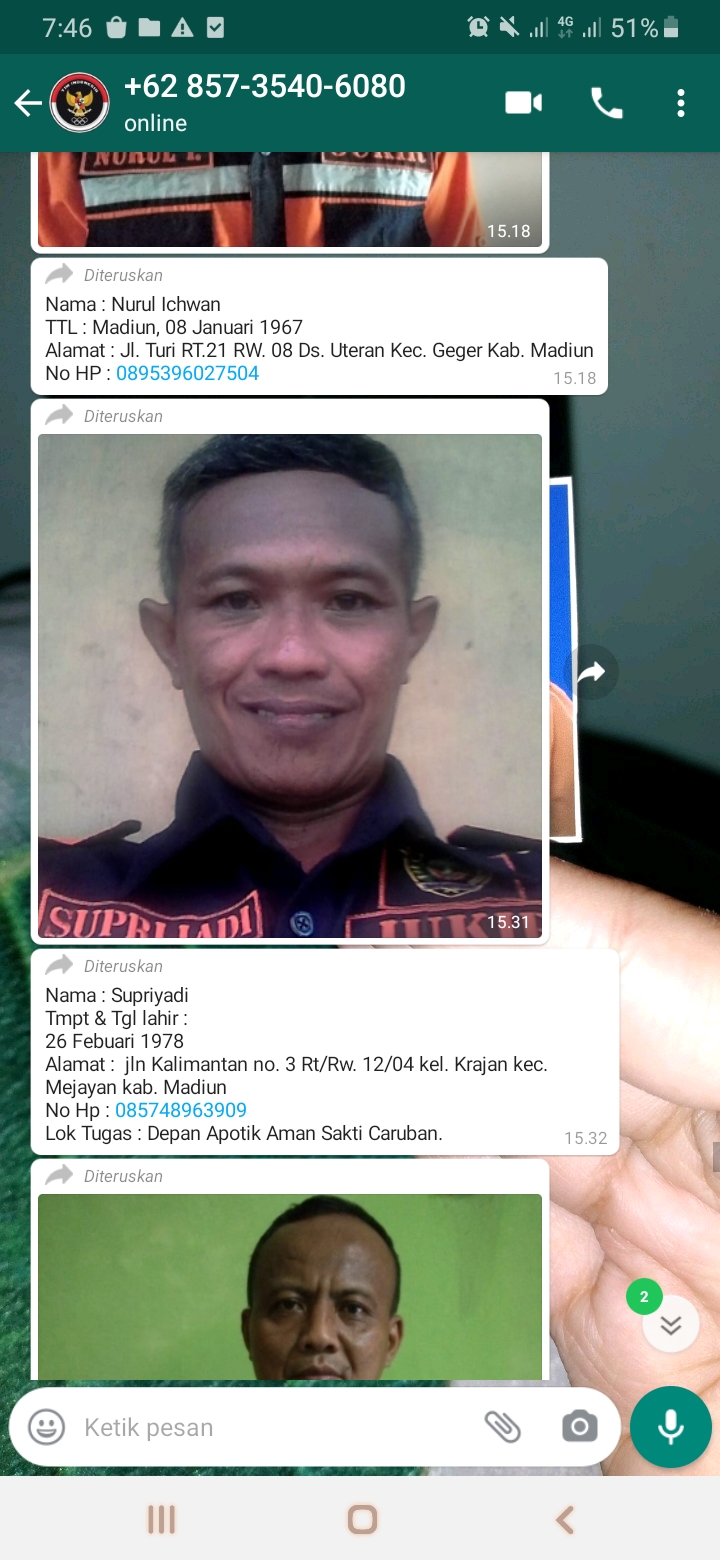 7:46
4G
51%
+62 857-3540-6080
online
NURUL I.
15.18
Diteruskan
Nama : Nurul Ichwan
TTL : Madiun, 08 Januari 1967
Alamat : Jl. Turi RT.21 RW. 08 Ds. Uteran Kec. Geger Kab. Madiun
No HP : 0895396027504
15.18
Diteruskan
SUPRIJADI
JUKIR
15.31
Diteruskan
Nama : Supriyadi
Tmpt & Tgl lahir :
26 Febuari 1978
Alamat :  jln Kalimantan no. 3 Rt/Rw. 12/04 kel. Krajan kec.
Mejayan kab. Madiun
No Hp : 085748963909
Lok Tugas : Depan Apotik Aman Sakti Caruban.
15.32
Diteruskan
2
Ketik pesan